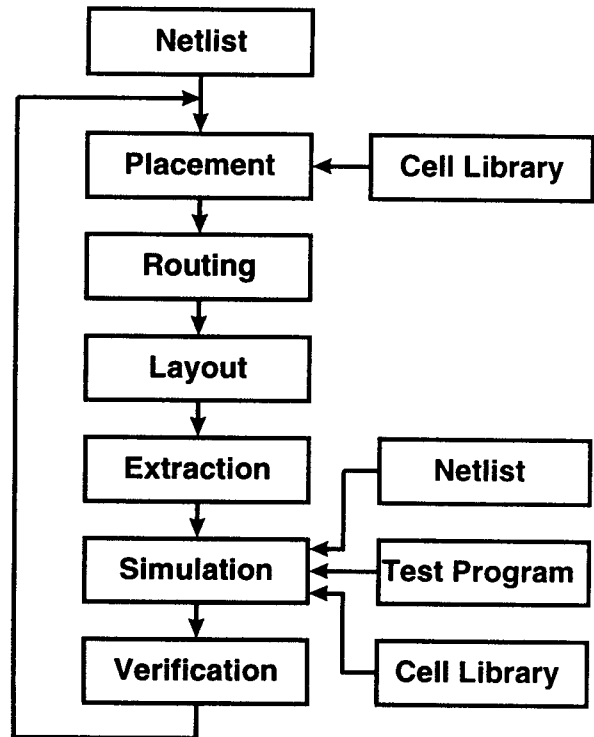 Netlist
Placement
Cell Library
Routing
Layout
Extraction
Netlist
Simulation
Test Program
Verification
Cell Library